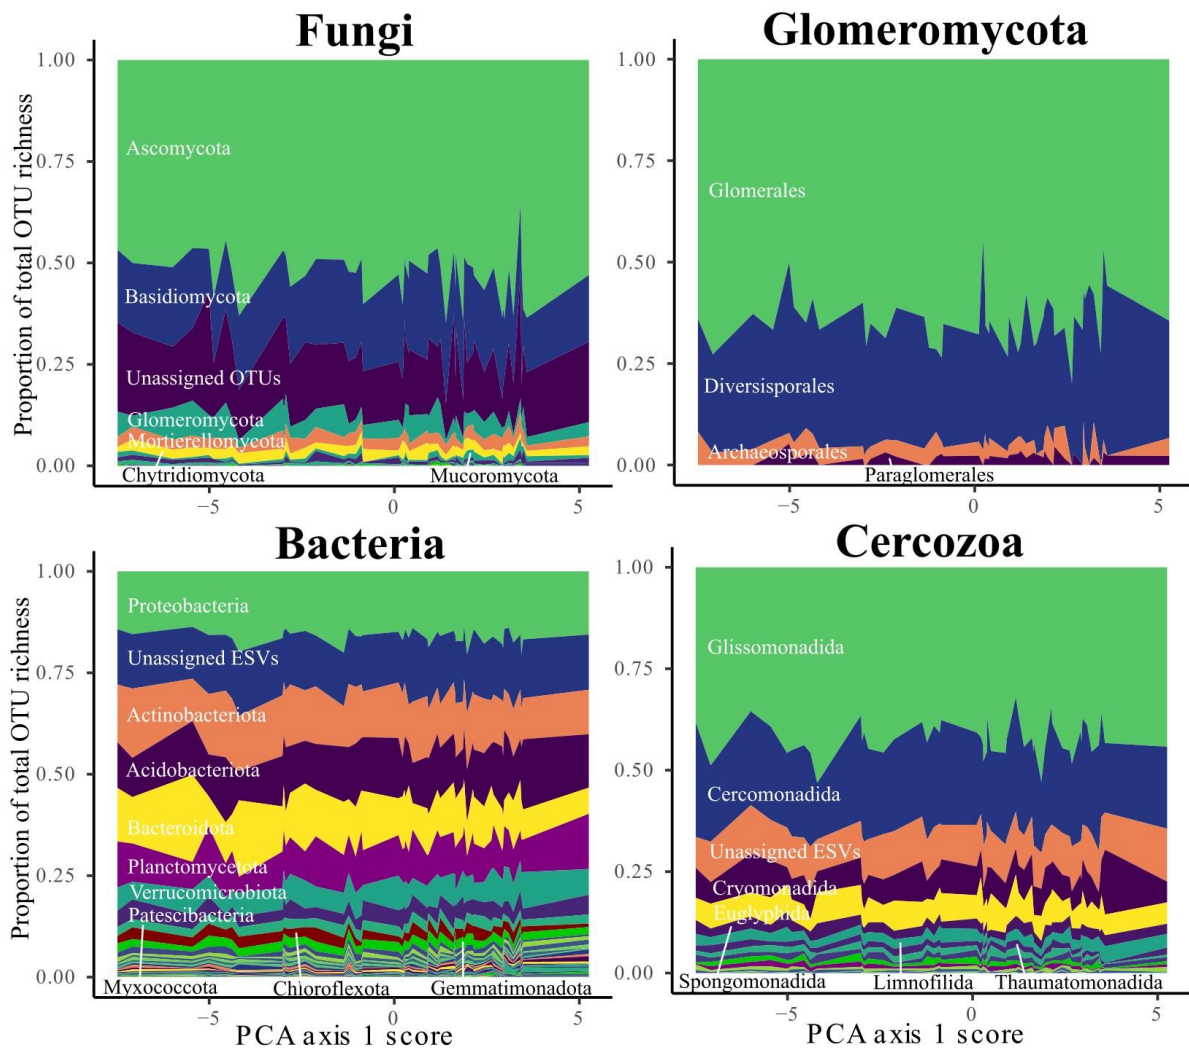 Fungi
Proportion of total OTU richness
1.00
0.75
0.50
0.25
0.00
Ascomycota
Basidiomycota
Unassigned OTUs
Glomeromycota
Mortierellomycota
Chytridiomycota
Mucoromycota
−5
0
5
Glomeromycota
1.00
0.75
0.50
0.25
0.00
Glomerales
Diversisporales
Archaeosporales
Paraglomerales
−5
0
5
Bacteria
Proportion of total OTU richness
1.00
0.75
0.50
0.25
0.00
Proteobacteria
Unassigned ESVs
Actinobacteriota
Acidobacteriota
Bacteroidota
Planctomycetota
Verrucomicrobiota
Patescibacteria
Myxococcota
Chloroflexota
Gemmatimonadota
−5
0
5
PCA axis 1 score
Cercozoa
1.00
0.75
0.50
0.25
0.00
Glissomonadida
Cercomonadida
Unassigned ESVs
Cryomonadida
Euglyphida
Spongomonadida
Limnofilida
Thaumatomonadida
−5
0
5
PCA axis 1 score